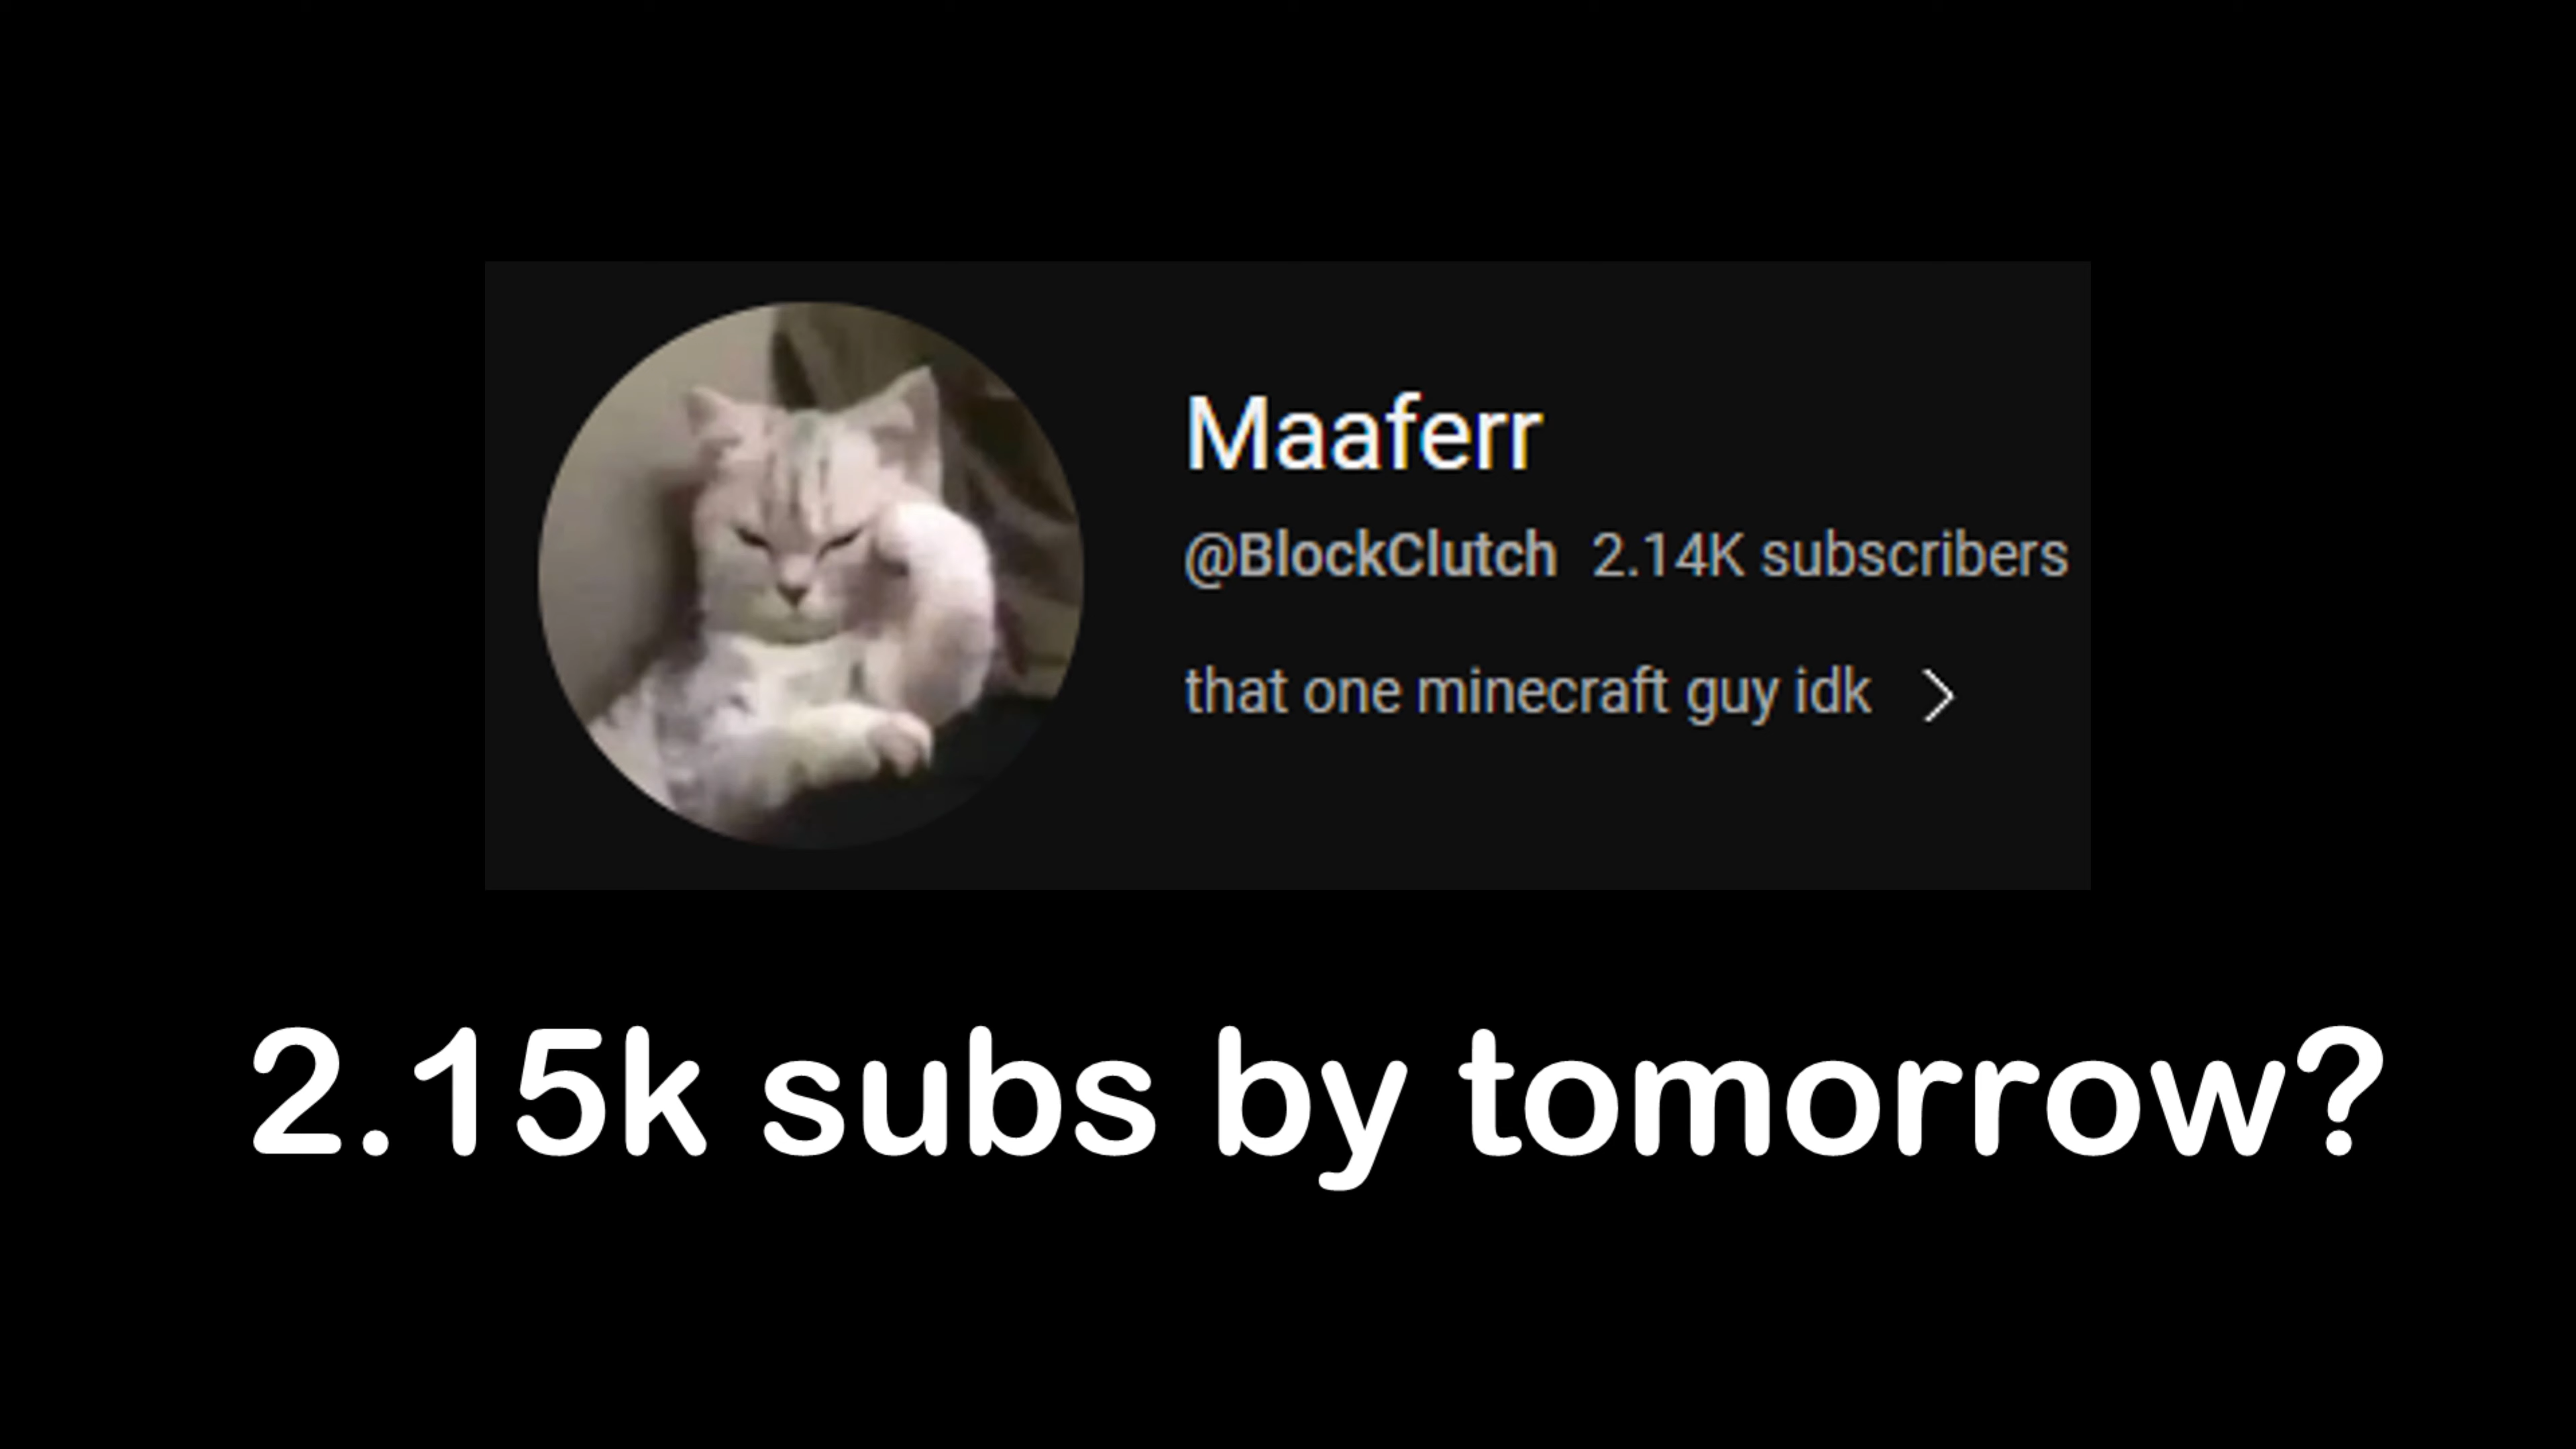 Maaferr
@BlockClutch 2.14K subscribers
that one minecraft guy idk
2.15k subs by tomorrow?